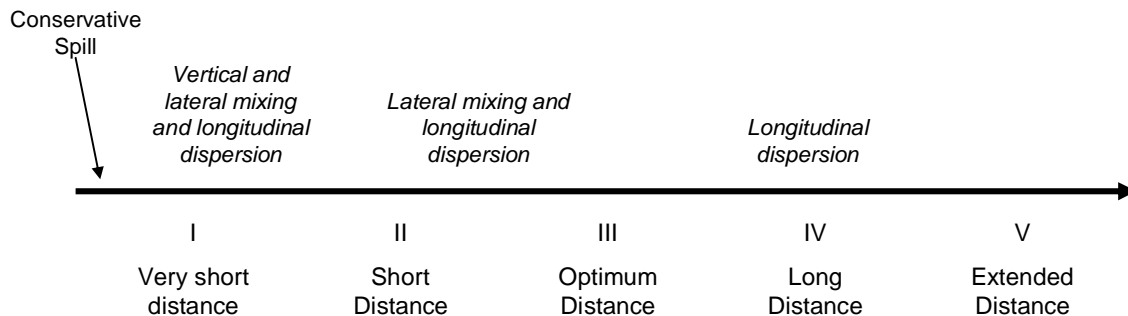 Conservative
Spill
Vertical and
lateral mixing
and longitudinal
dispersion
Lateral mixing and
longitudinal
dispersion
Longitudinal
dispersion
I
II
III
IV
V
Very short
distance
Short
Distance
Optimum
Distance
Long
Distance
Extended
Distance